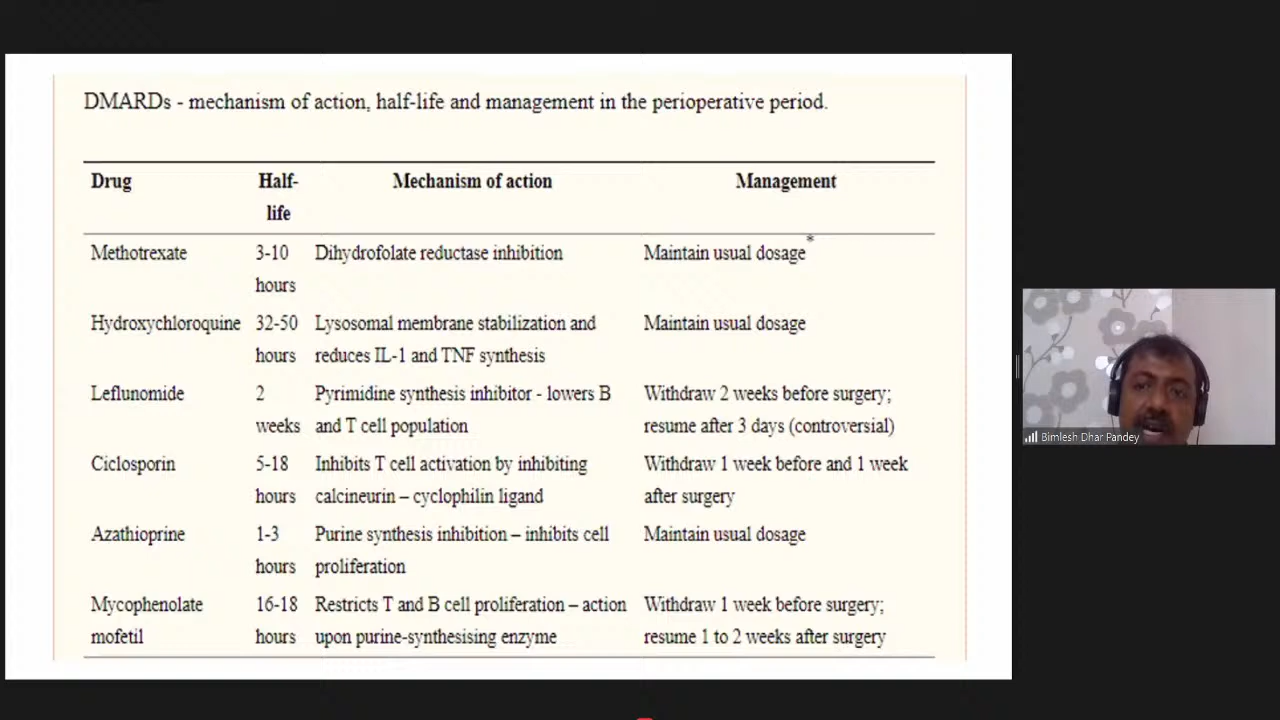 DMARDs - mechanism of action, half-life and management in the perioperative period.
Drug Half- Mechanism of action Management
life
Methotrexate 3-10 Dihydrofolate reductase inhibition Maintain usual dosage*
hours
Hydroxychloroquine 32-50 Lysosomal membrane stabilization and Maintain usual dosage
hours reduces IL-1 and TNF synthesis
Leflunomide 2 Pyrimidine synthesis inhibitor - lowers B Withdraw 2 weeks before surgery;
weeks and T cell population resume after 3 days (controversial)
Ciclosporin 5-18 Inhibits T cell activation by inhibiting Withdraw 1 week before and 1 week
hours calcineurin – cyclophilin ligand after surgery
Azathioprine 1-3 Purine synthesis inhibition – inhibits cell Maintain usual dosage
hours proliferation
Mycophenolate 16-18 Restricts T and B cell proliferation – action Withdraw 1 week before surgery;
mofetil hours upon purine-synthesising enzyme resume 1 to 2 weeks after surgery
Bimlesh Dhar Pandey